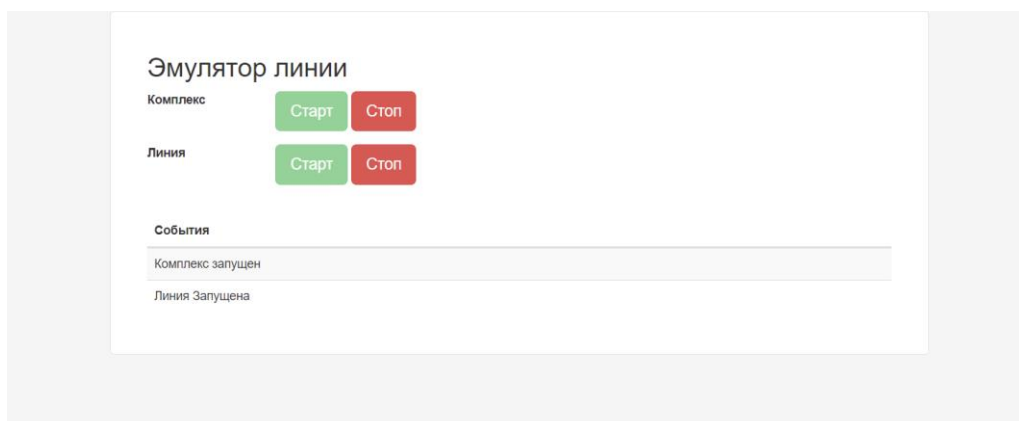 Эмулятор линии
Комплекс Старт Стоп
Линия Старт Стоп
События
Комплекс запущен
Линия Запущена